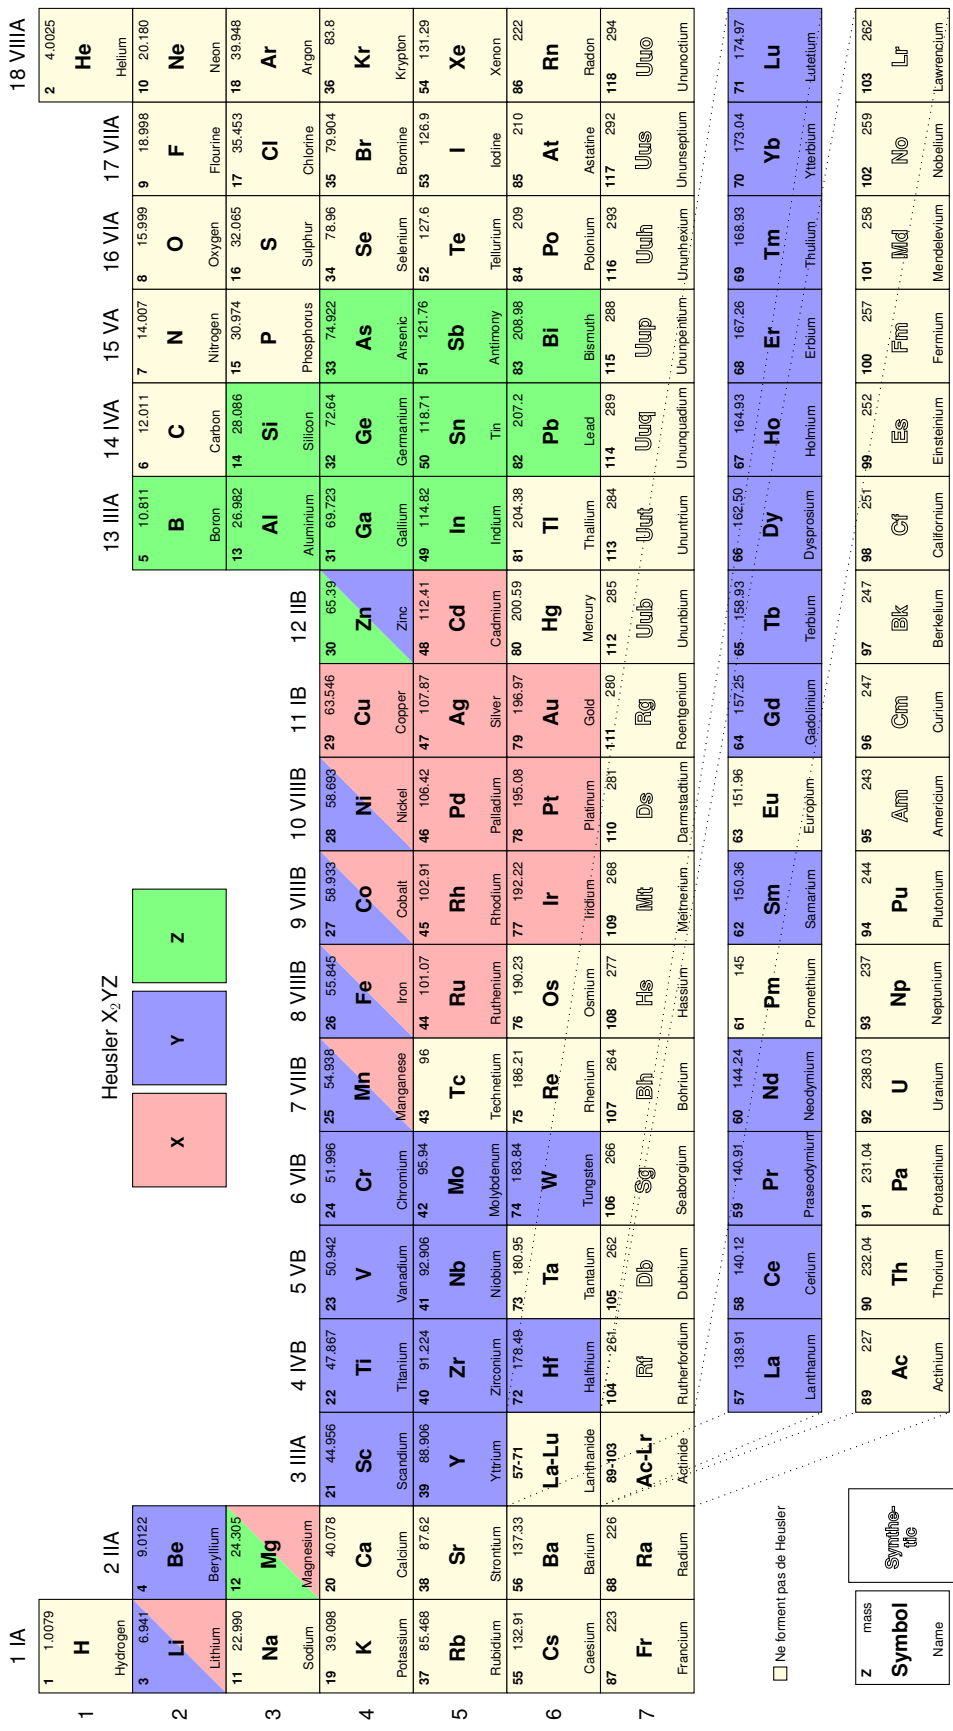 Heusler X₂YZ
X Y Z
1 IA
2 IIA
3 IIIA
4 IVB
5 VB
6 VIB
7 VIIB
8 VIIIB
9 VIIIB
10 VIIIB
11 IB
12 IIB
13 IIIA
14 IVA
15 VA
16 VIA
17 VIIA
18 VIIIA
1
1 1.0079 H Hydrogen
2 4.0025 He Helium
2
3 6.941 Li Lithium
4 9.0122 Be Beryllium
5 10.811 B Boron
6 12.011 C Carbon
7 14.007 N Nitrogen
8 15.999 O Oxygen
9 18.998 F Flourine
10 20.180 Ne Neon
3
11 22.990 Na Sodium
12 24.305 Mg Magnesium
13 26.982 Al Aluminium
14 28.086 Si Silicon
15 30.974 P Phosphorus
16 32.065 S Sulphur
17 35.453 Cl Chlorine
18 39.948 Ar Argon
4
19 39.098 K Potassium
20 40.078 Ca Calcium
21 44.956 Sc Scandium
22 47.867 Ti Titanium
23 50.942 V Vanadium
24 51.996 Cr Chromium
25 54.938 Mn Manganese
26 55.845 Fe Iron
27 58.933 Co Cobalt
28 58.693 Ni Nickel
29 63.546 Cu Copper
30 65.39 Zn Zinc
31 69.723 Ga Gallium
32 72.64 Ge Germanium
33 74.922 As Arsenic
34 78.96 Se Selenium
35 79.904 Br Bromine
36 83.8 Kr Krypton
5
37 85.468 Rb Rubidium
38 87.62 Sr Strontium
39 88.906 Y Yttrium
40 91.224 Zr Zirconium
41 92.906 Nb Niobium
42 95.94 Mo Molybdenum
43 96 Tc Technetium
44 101.07 Ru Ruthenium
45 102.91 Rh Rhodium
46 106.42 Pd Palladium
47 107.87 Ag Silver
48 112.41 Cd Cadmium
49 114.82 In Indium
50 118.71 Sn Tin
51 121.76 Sb Antimony
52 127.6 Te Tellurium
53 126.9 I Iodine
54 131.29 Xe Xenon
6
55 132.91 Cs Caesium
56 137.33 Ba Barium
57-71 La-Lu Lanthanide
72 178.49 Hf Halfnium
73 180.95 Ta Tantalum
74 183.84 W Tungsten
75 186.21 Re Rhenium
76 190.23 Os Osmium
77 192.22 Ir Iridium
78 195.08 Pt Platinum
79 196.97 Au Gold
80 200.59 Hg Mercury
81 204.38 Tl Thallium
82 207.2 Pb Lead
83 208.98 Bi Bismuth
84 209 Po Polonium
85 210 At Astatine
86 222 Rn Radon
7
87 223 Fr Francium
88 226 Ra Radium
89-103 Ac-Lr Actinide
104 261 Rf Rutherfordium
105 262 Db Dubnium
106 266 Sg Seaborgium
107 264 Bh Bohrium
108 277 Hs Hassium
109 268 Mt Meitnerium
110 281 Ds Darmstadtium
111 280 Rg Roentgenium
112 285 Uub Ununbium
113 284 Uut Ununtrium
114 289 Uuq Ununquadium
115 288 Uup Ununpentium
116 293 Uuh Ununhexium
117 292 Uus Ununseptium
118 294 Uuo Ununoctium
57 138.91 La Lanthanum
58 140.12 Ce Cerium
59 140.91 Pr Praseodymium
60 144.24 Nd Neodymium
61 145 Pm Promethium
62 150.36 Sm Samarium
63 151.96 Eu Europium
64 157.25 Gd Gadolinium
65 158.93 Tb Terbium
66 162.50 Dy Dysprosium
67 164.93 Ho Holmium
68 167.26 Er Erbium
69 168.93 Tm Thulium
70 173.04 Yb Ytterbium
71 174.97 Lu Lutetium
Ne forment pas de Heusler
89 227 Ac Actinium
90 232.04 Th Thorium
91 231.04 Pa Protactinium
92 238.03 U Uranium
93 237 Np Neptunium
94 244 Pu Plutonium
95 243 Am Americium
96 247 Cm Curium
97 247 Bk Berkelium
98 251 Cf Californium
99 252 Es Einsteinium
100 257 Fm Fermium
101 258 Md Mendelevium
102 259 No Nobelium
103 262 Lr Lawrencium
Z mass
Symbol
Name
Synthe-
tic